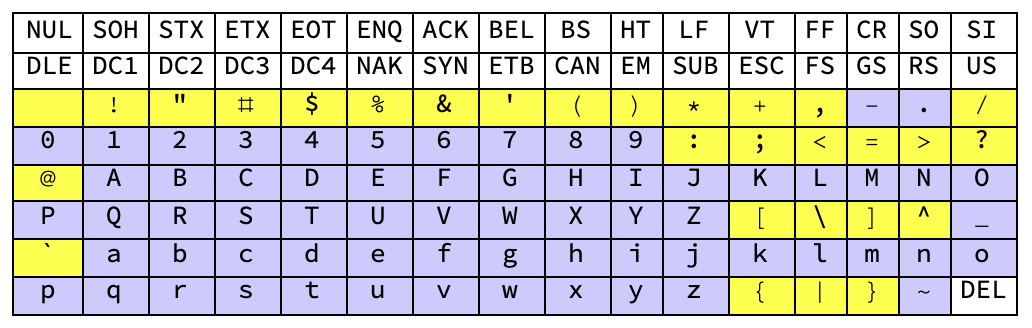 NUL SOH STX ETX EOT ENQ ACK BEL BS HT LF VT FF CR SO SI
DLE DC1 DC2 DC3 DC4 NAK SYN ETB CAN EM SUB ESC FS GS RS US
! " # $ % & ' ( ) * + , - . /
0 1 2 3 4 5 6 7 8 9 : ; < = > ?
@ A B C D E F G H I J K L M N O
P Q R S T U V W X Y Z [ \ ] ^ _
` a b c d e f g h i j k l m n o
p q r s t u v w x y z { | } ~ DEL